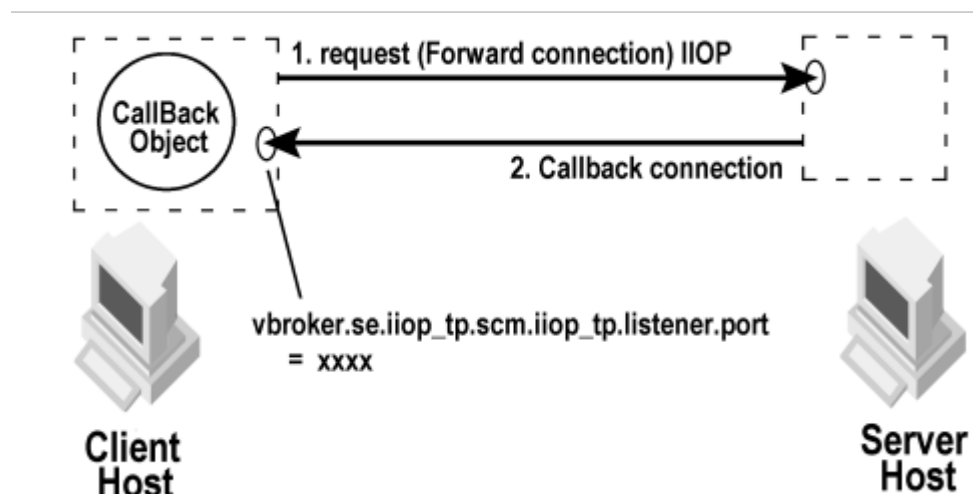 1. request (Forward connection) IIOP
CallBack
Object
2. Callback connection
vbroker.se.iiop_tp.scm.iiop_tp.listener.port
= xxxx
Client
Host
Server
Host